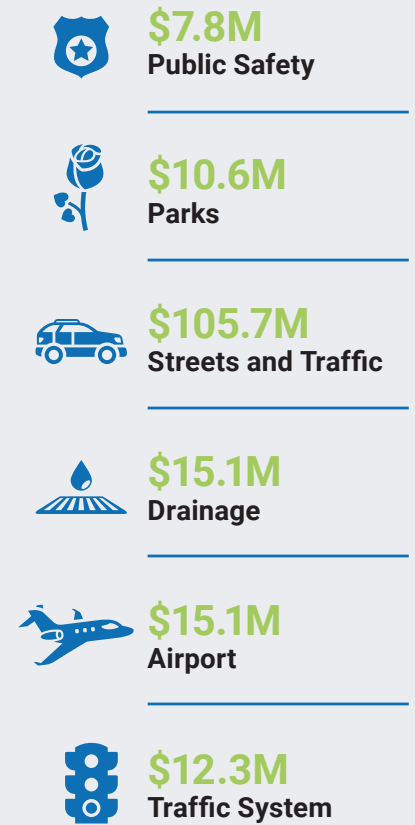 $7.8M
Public Safety
$10.6M
Parks
$105.7M
Streets and Traffic
$15.1M
Drainage
$15.1M
Airport
$12.3M
Traffic System